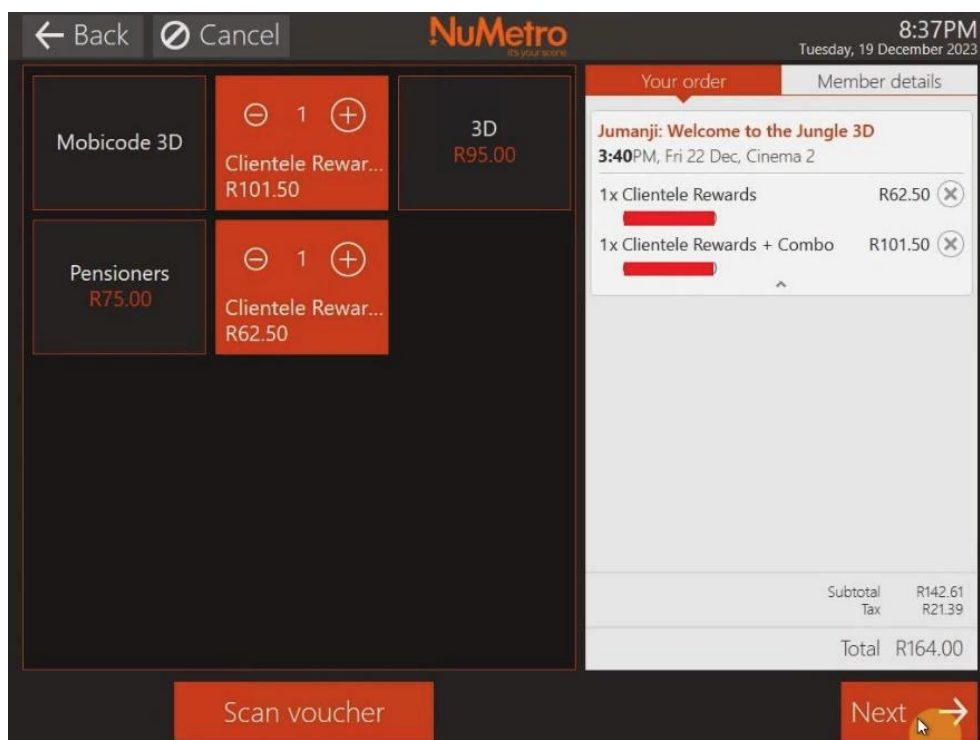 Back
Cancel
NuMetro
it's your scene
8:37PM
Tuesday, 19 December 2023
Mobicode 3D
1
Clientele Rewar...
R101.50
3D
R95.00
Pensioners
R75.00
1
Clientele Rewar...
R62.50
Your order
Member details
Jumanji: Welcome to the Jungle 3D
3:40PM, Fri 22 Dec, Cinema 2
1x Clientele Rewards R62.50
1x Clientele Rewards + Combo R101.50
Subtotal R142.61
Tax R21.39
Total R164.00
Scan voucher
Next